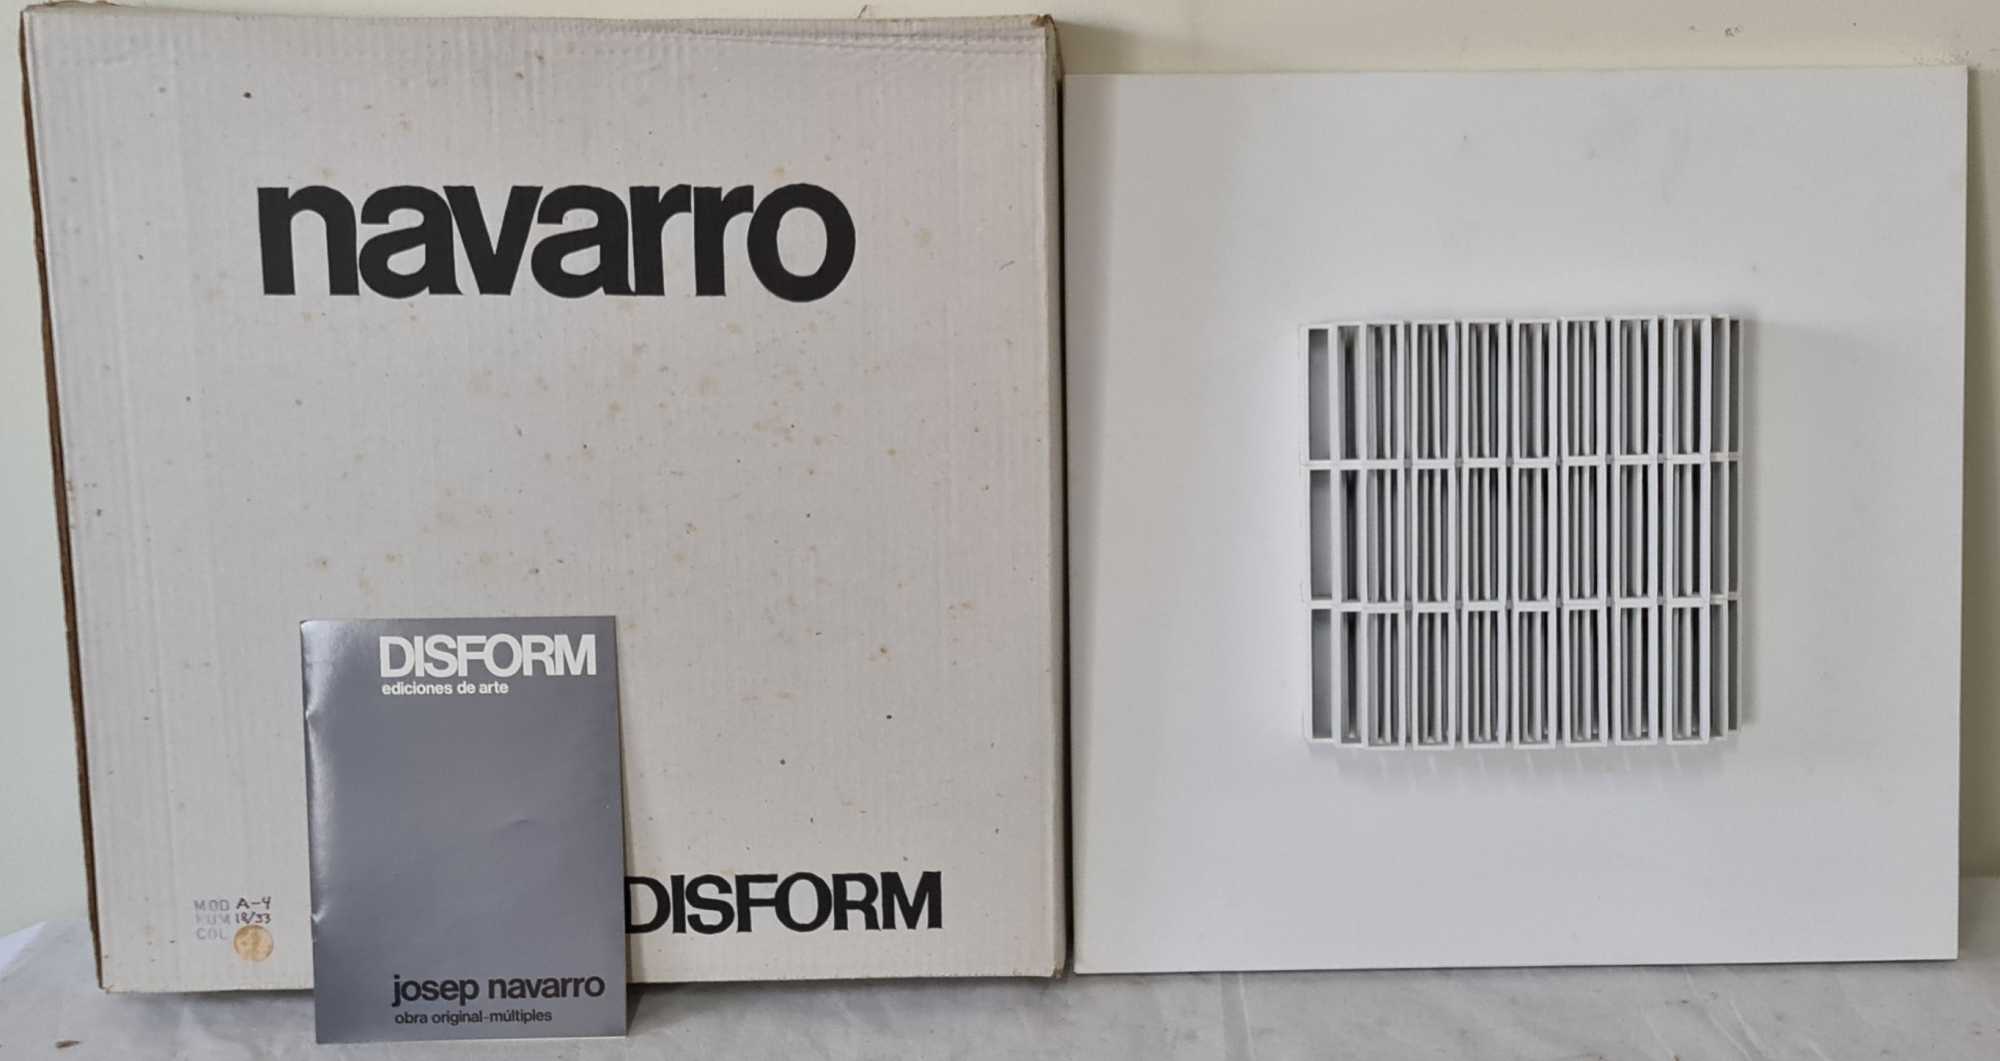 navarro
DISFORM
ediciones de arte
MOD A-4
NUM 18/33
COL
DISFORM
josep navarro
obra original-múltiples